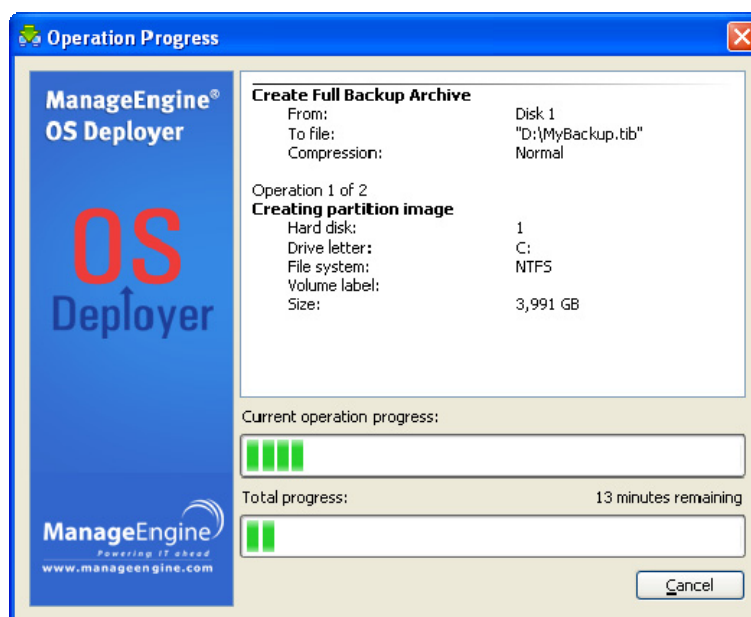 Operation Progress
ManageEngine®
OS Deployer
OS
Deployer
ManageEngine
Powering IT ahead
www.manageengine.com
Create Full Backup Archive
From: Disk 1
To file: "D:\MyBackup.tib"
Compression: Normal
Operation 1 of 2
Creating partition image
Hard disk: 1
Drive letter: C:
File system: NTFS
Volume label:
Size: 3,991 GB
Current operation progress:
Total progress: 13 minutes remaining
Cancel